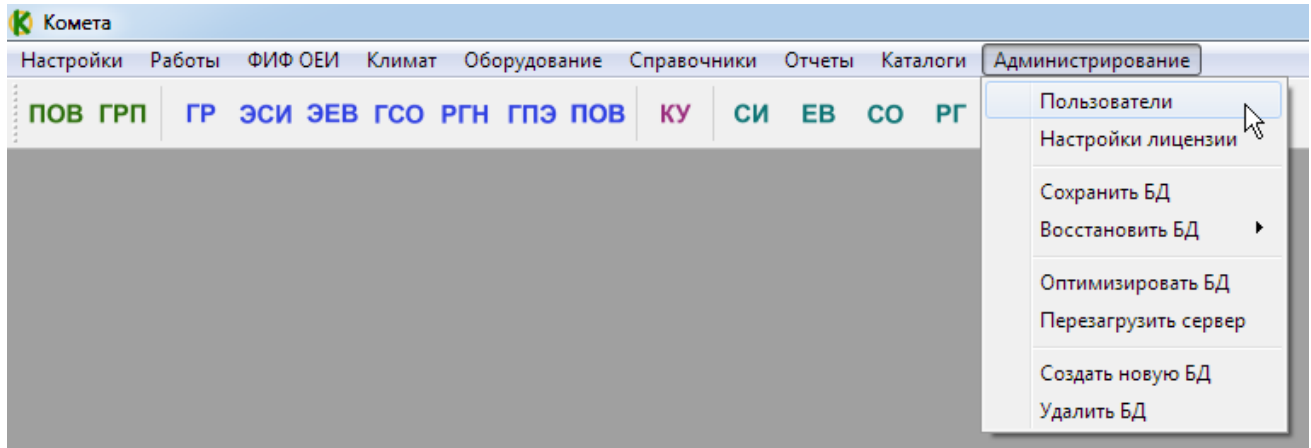 Комета
Настройки Работы ФИФ ОЕИ Климат Оборудование Справочники Отчеты Каталоги Администрирование
ПОВ ГРП ГР ЭСИ ЭЕВ ГСО РГН ГПЭ ПОВ КУ СИ ЕВ СО РГ
Пользователи
Настройки лицензии
Сохранить БД
Восстановить БД
Оптимизировать БД
Перезагрузить сервер
Создать новую БД
Удалить БД